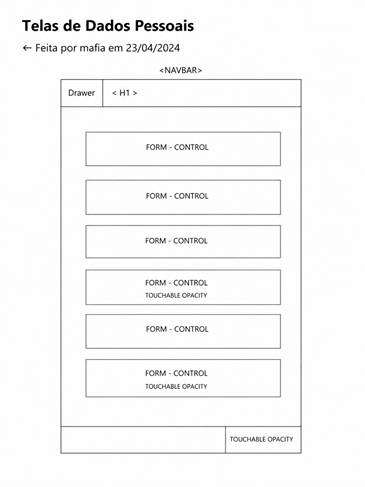 Telas de Dados Pessoais
← Feita por mafia em 23/04/2024
<NAVBAR>
Drawer
< H1 >
FORM - CONTROL
FORM - CONTROL
FORM - CONTROL
FORM - CONTROL
TOUCHABLE OPACITY
FORM - CONTROL
FORM - CONTROL
TOUCHABLE OPACITY
TOUCHABLE OPACITY